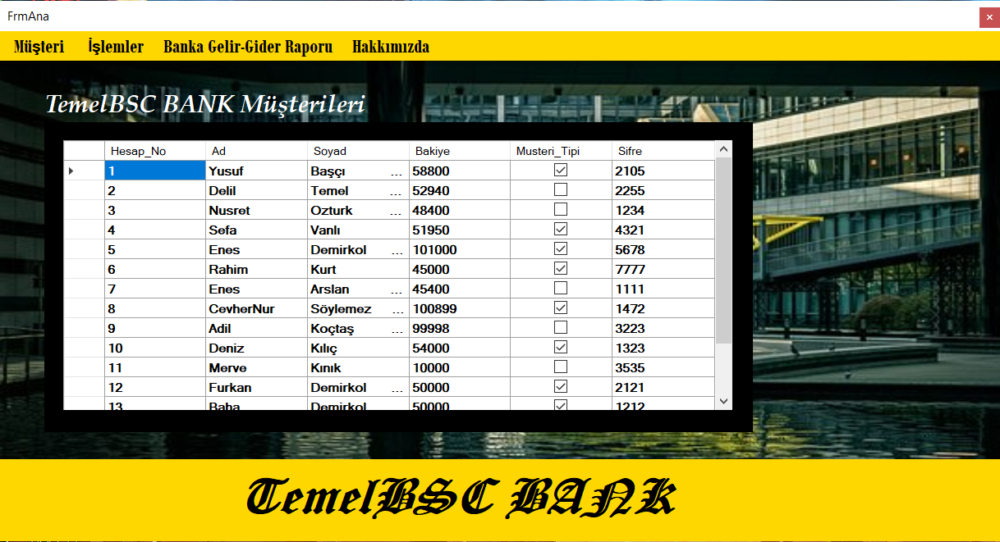 FrmAna
Müşteri İşlemler Banka Gelir-Gider Raporu Hakkımızda
TemelBSC BANK Müşterileri
Hesap_No Ad Soyad Bakiye Musteri_Tipi Sifre
1 Yusuf Başçı ... 58800 2105
2 Delil Temel ... 52940 2255
3 Nusret Ozturk ... 48400 1234
4 Sefa Vanlı 51950 4321
5 Enes Demirkol ... 101000 5678
6 Rahim Kurt 45000 7777
7 Enes Arslan ... 45400 1111
8 CevherNur Söylemez ... 100899 1472
9 Adil Koçtaş ... 99998 3223
10 Deniz Kılıç 54000 1323
11 Merve Kınık 10000 3535
12 Furkan Demirkol ... 50000 2121
13 Baha Demirkol 50000 1212
TemelBSC BANK